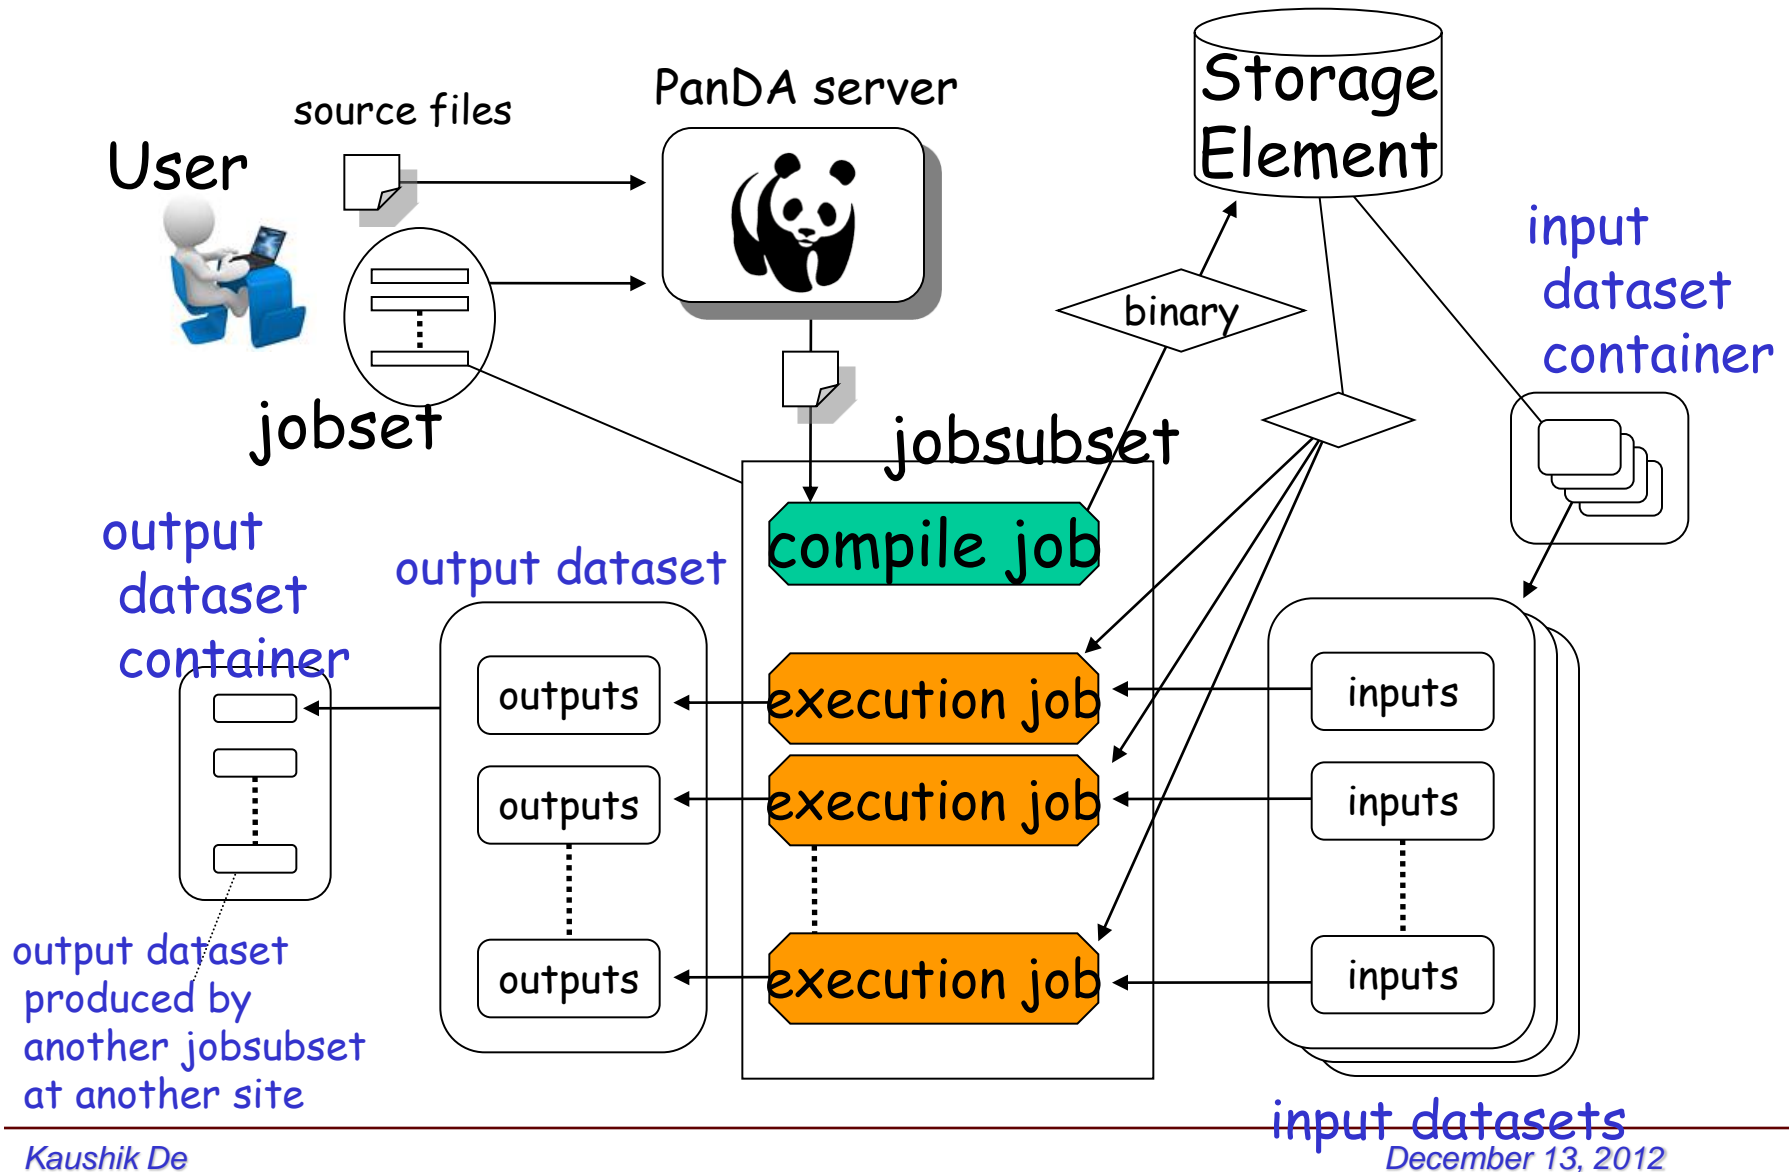 source files
PanDA server
User
Storage
Element
input
dataset
container
binary
jobset
jobsubset
compile job
output
dataset
container
output dataset
outputs
execution job
inputs
outputs
execution job
inputs
outputs
execution job
inputs
output dataset
produced by
another jobsubset
at another site
input datasets
Kaushik De
December 13, 2012